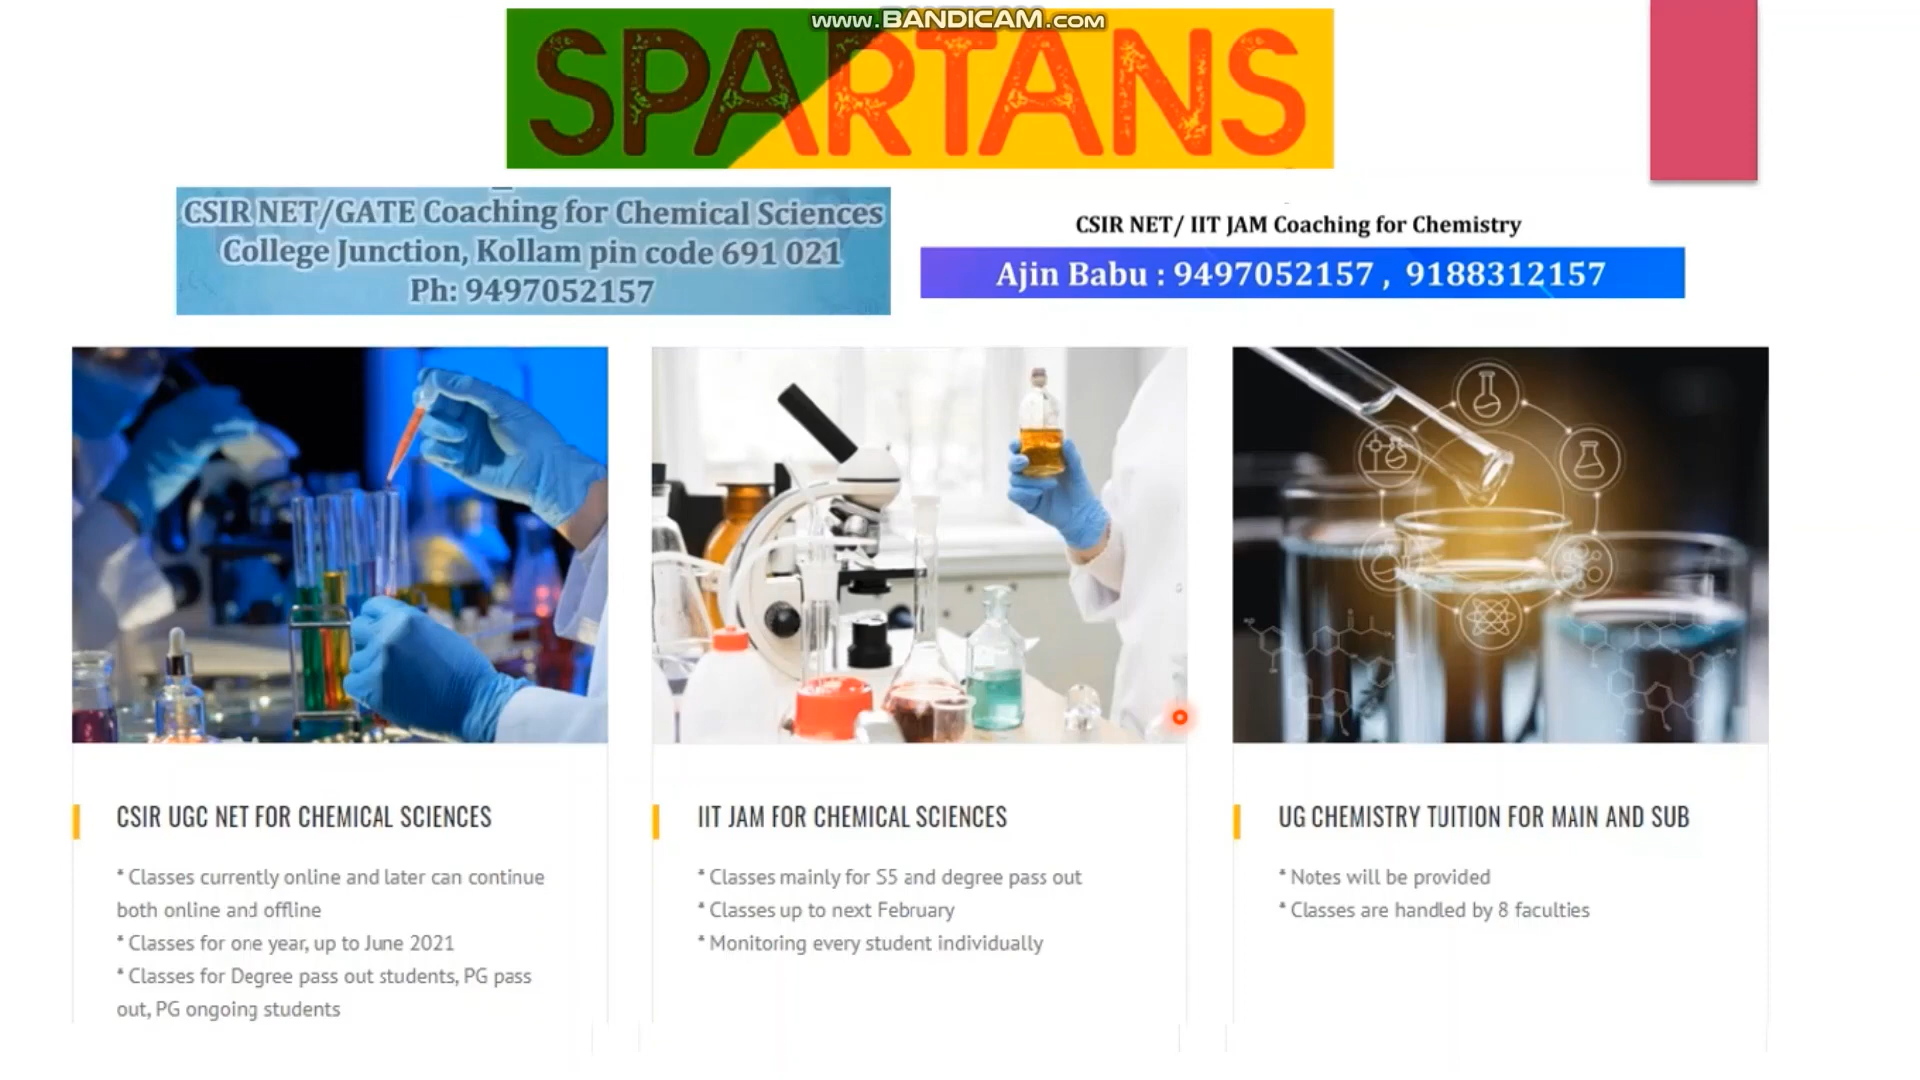 www.BANDICAM.com
SPARTANS
CSIR NET/GATE Coaching for Chemical Sciences
College Junction, Kollam pin code 691 021
Ph: 9497052157
CSIR NET/ IIT JAM Coaching for Chemistry
Ajin Babu : 9497052157 , 9188312157
CSIR UGC NET FOR CHEMICAL SCIENCES
* Classes currently online and later can continue
both online and offline
* Classes for one year, up to June 2021
* Classes for Degree pass out students, PG pass
out, PG ongoing students
IIT JAM FOR CHEMICAL SCIENCES
* Classes mainly for S5 and degree pass out
* Classes up to next February
* Monitoring every student individually
UG CHEMISTRY TUITION FOR MAIN AND SUB
* Notes will be provided
* Classes are handled by 8 faculties